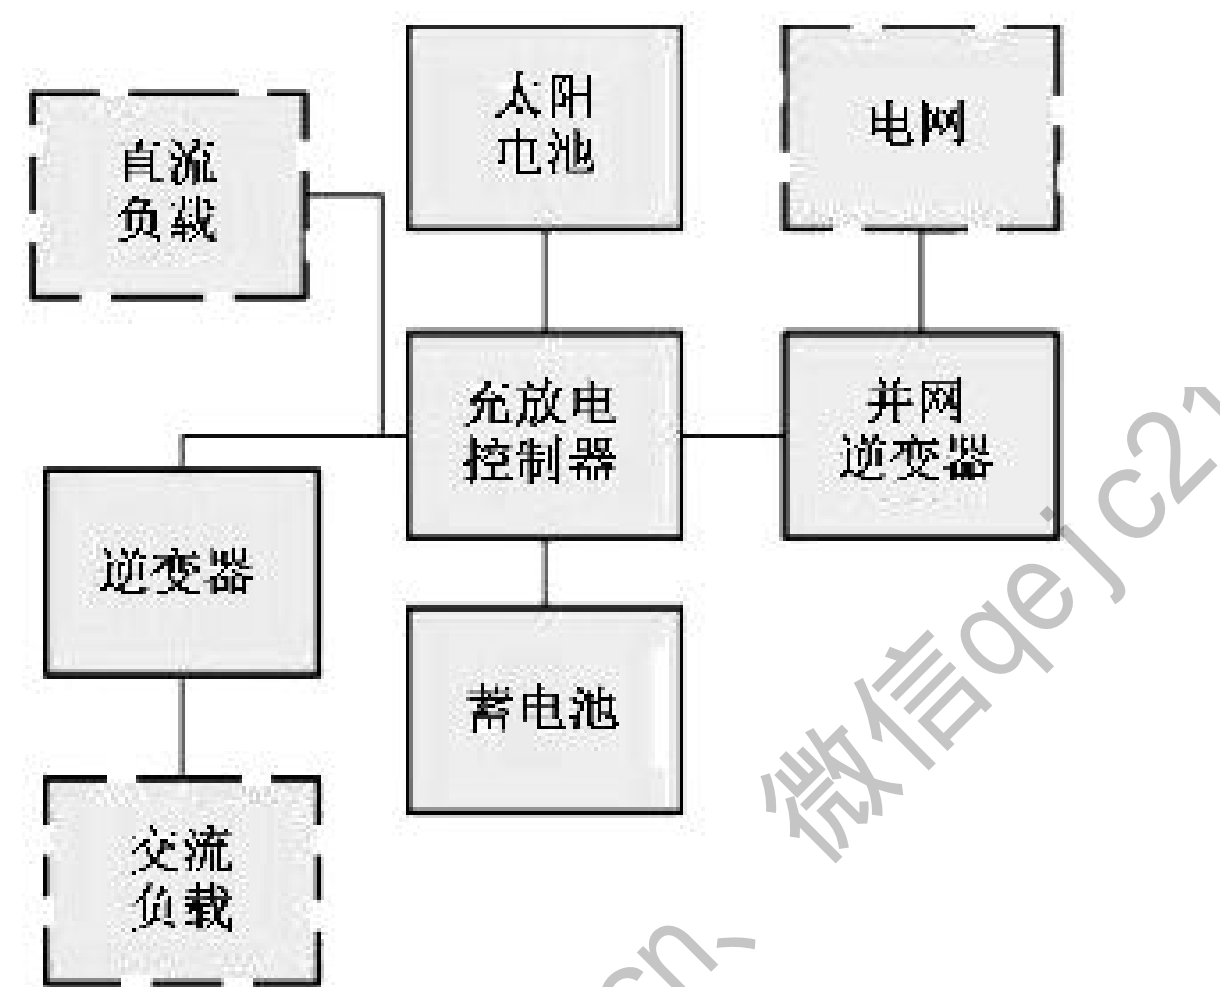 太阳
电池
电网
直流
负载
充放电
控制器
并网
逆变器
逆变器
蓄电池
交流
负载
微信qejc21
cn、